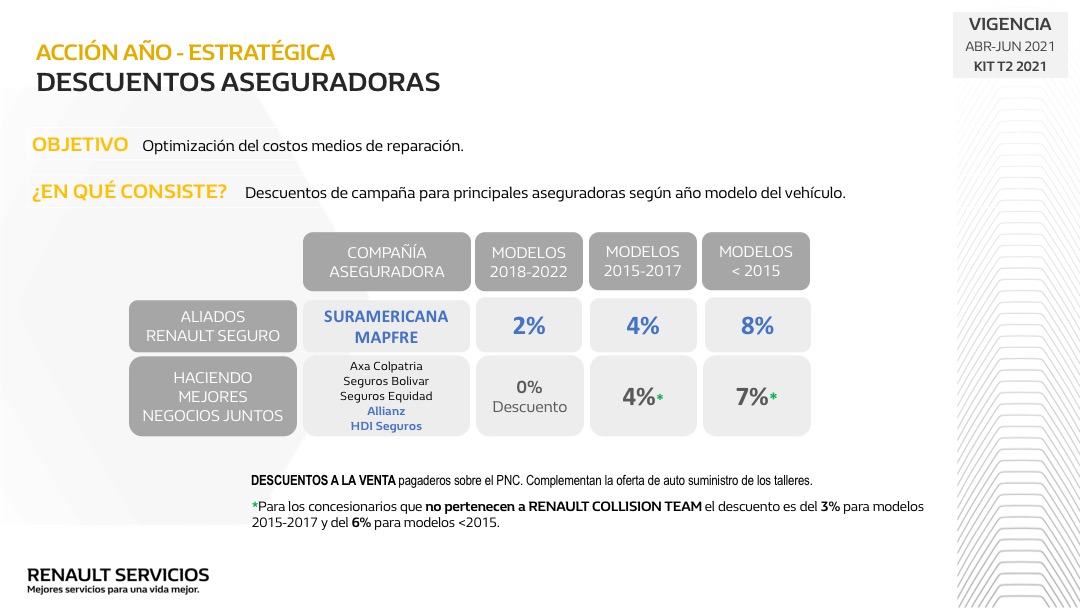 VIGENCIA
ABR-JUN 2021
KIT T2 2021
ACCIÓN AÑO - ESTRATÉGICA
DESCUENTOS ASEGURADORAS
OBJETIVO Optimización del costos medios de reparación.
¿EN QUÉ CONSISTE? Descuentos de campaña para principales aseguradoras según año modelo del vehículo.
COMPAÑÍA
ASEGURADORA
MODELOS
2018-2022
MODELOS
2015-2017
MODELOS
< 2015
ALIADOS
RENAULT SEGURO
SURAMERICANA
MAPFRE
2%
4%
8%
HACIENDO
MEJORES
NEGOCIOS JUNTOS
Axa Colpatria
Seguros Bolivar
Seguros Equidad
Allianz
HDI Seguros
0%
Descuento
4%*
7%*
DESCUENTOS A LA VENTA pagaderos sobre el PNC. Complementan la oferta de auto suministro de los talleres.
*Para los concesionarios que no pertenecen a RENAULT COLLISION TEAM el descuento es del 3% para modelos
2015-2017 y del 6% para modelos <2015.
RENAULT SERVICIOS
Mejores servicios para una vida mejor.